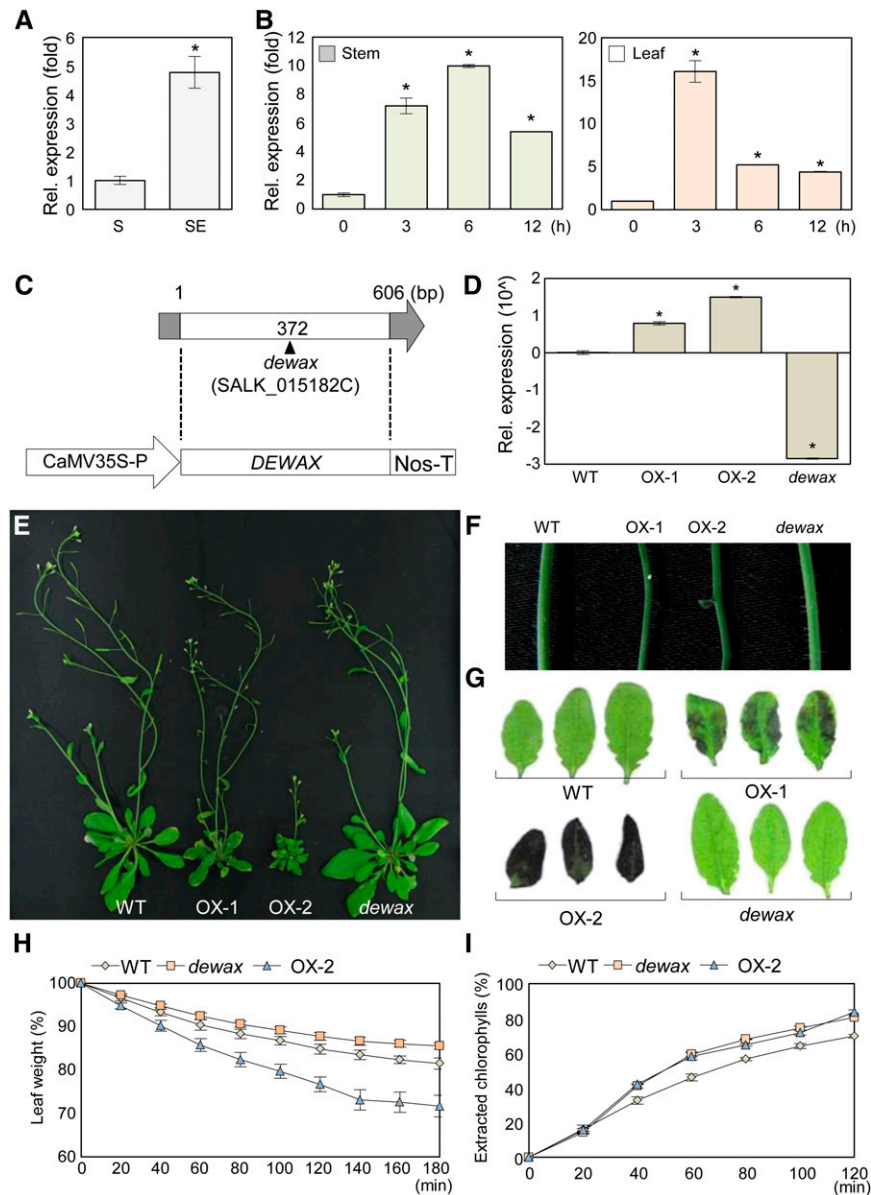 A
Rel. expression (fold)
6
5
4
3
2
1
0
*
S SE
B
Rel. expression (fold)
12
10
8
6
4
2
0
Stem
* * *
0 3 6 12 (h)
20
15
10
5
0
Leaf
* * *
0 3 6 12 (h)
C
1 606 (bp)
372
dewax
(SALK_015182C)
CaMV35S-P DEWAX Nos-T
D
Rel. expression (10^)
2
1
0
-1
-2
-3
* * *
WT OX-1 OX-2 dewax
E
WT OX-1 OX-2 dewax
F
WT OX-1 OX-2 dewax
G
WT OX-1
OX-2 dewax
H
WT dewax OX-2
Leaf weight (%)
100
90
80
70
60
0 20 40 60 80 100 120 140 160 180
(min)
I
WT dewax OX-2
Extracted chlorophylls (%)
100
80
60
40
20
0
0 20 40 60 80 100 120
(min)